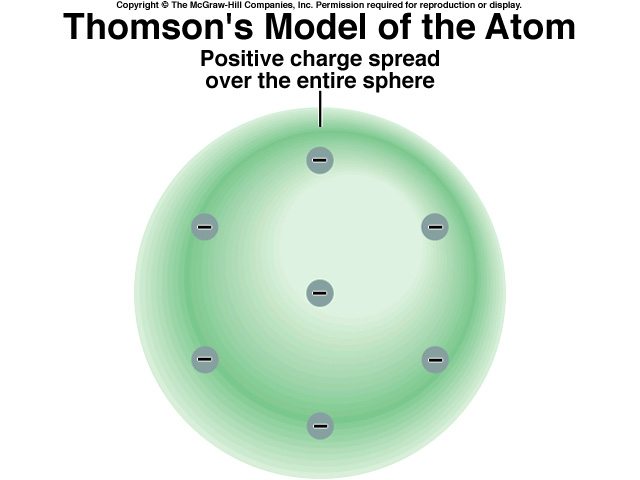 Copyright © The McGraw-Hill Companies, Inc. Permission required for reproduction or display.
Thomson's Model of the Atom
Positive charge spread
over the entire sphere
−
−
−
−
−
−
−